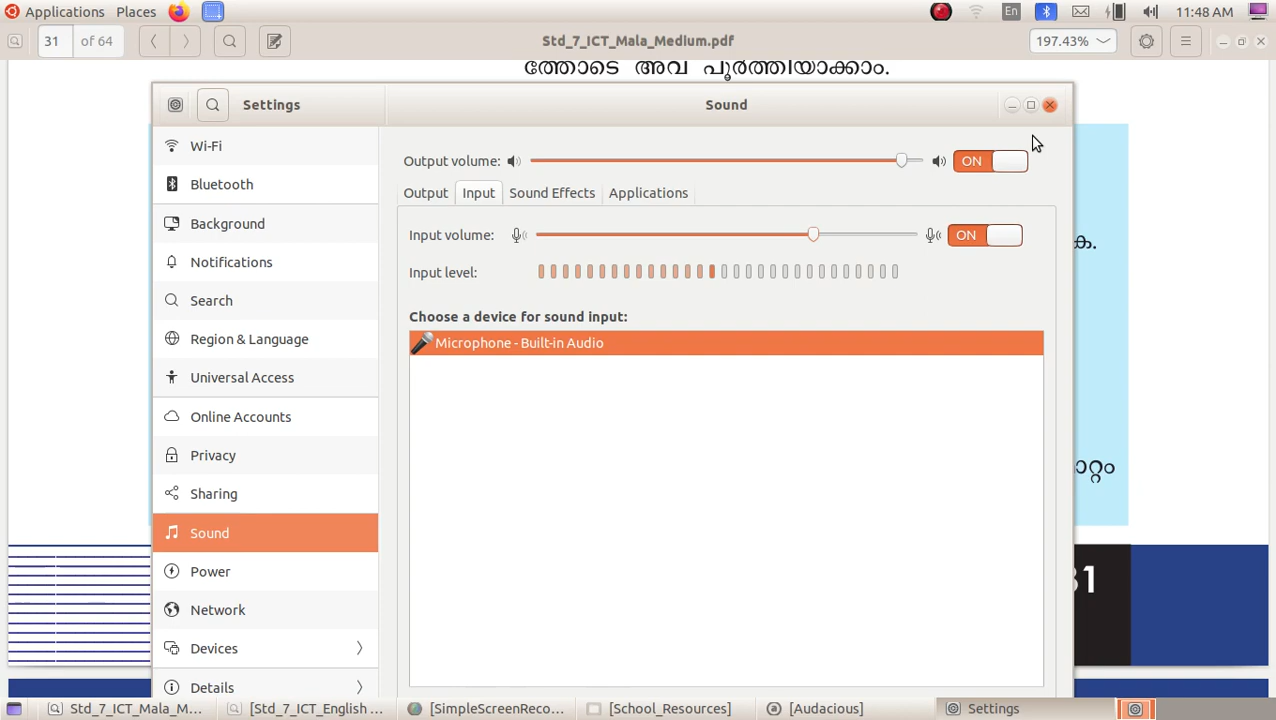 Applications Places En 11:48 AM
31 of 64 Std_7_ICT_Mala_Medium.pdf 197.43%
ത്തോടെ അവ പൂർത്തിയാക്കാം.
Settings Sound
Wi-Fi
Bluetooth
Background
Notifications
Search
Region & Language
Universal Access
Online Accounts
Privacy
Sharing
Sound
Power
Network
Devices
Details
Output volume: ON
Output Input Sound Effects Applications
Input volume: ON
Input level:
Choose a device for sound input:
Microphone - Built-in Audio
ക.
ാറ്റം
31
Std_7_ICT_Mala_M... [Std_7_ICT_English ... [SimpleScreenReco... [School_Resources] [Audacious] Settings